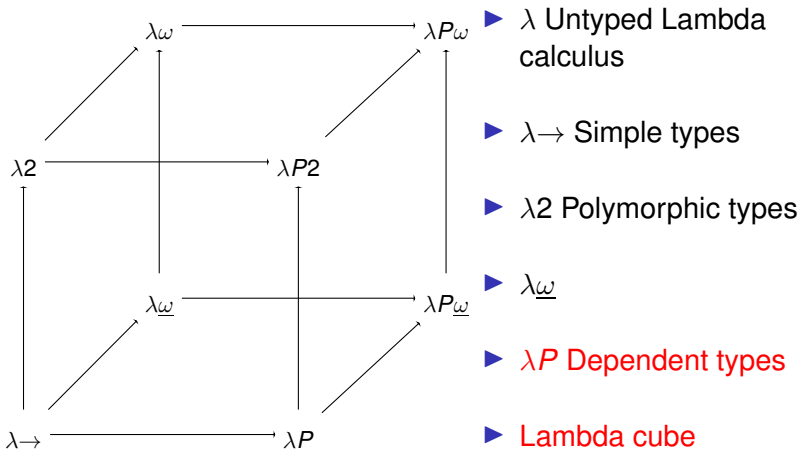 λω
λPω
λ2
λP2
λω̲
λPω̲
λ→
λP
▶ λ Untyped Lambda
calculus
▶ λ→ Simple types
▶ λ2 Polymorphic types
▶ λω̲
▶ λP Dependent types
▶ Lambda cube